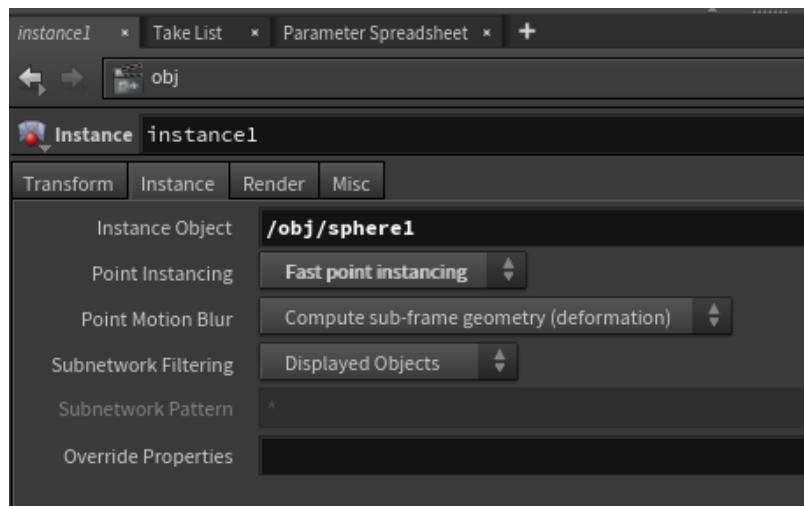 instance1 × Take List × Parameter Spreadsheet × +
obj
Instance instance1
Transform Instance Render Misc
Instance Object /obj/sphere1
Point Instancing Fast point instancing
Point Motion Blur Compute sub-frame geometry (deformation)
Subnetwork Filtering Displayed Objects
Subnetwork Pattern *
Override Properties